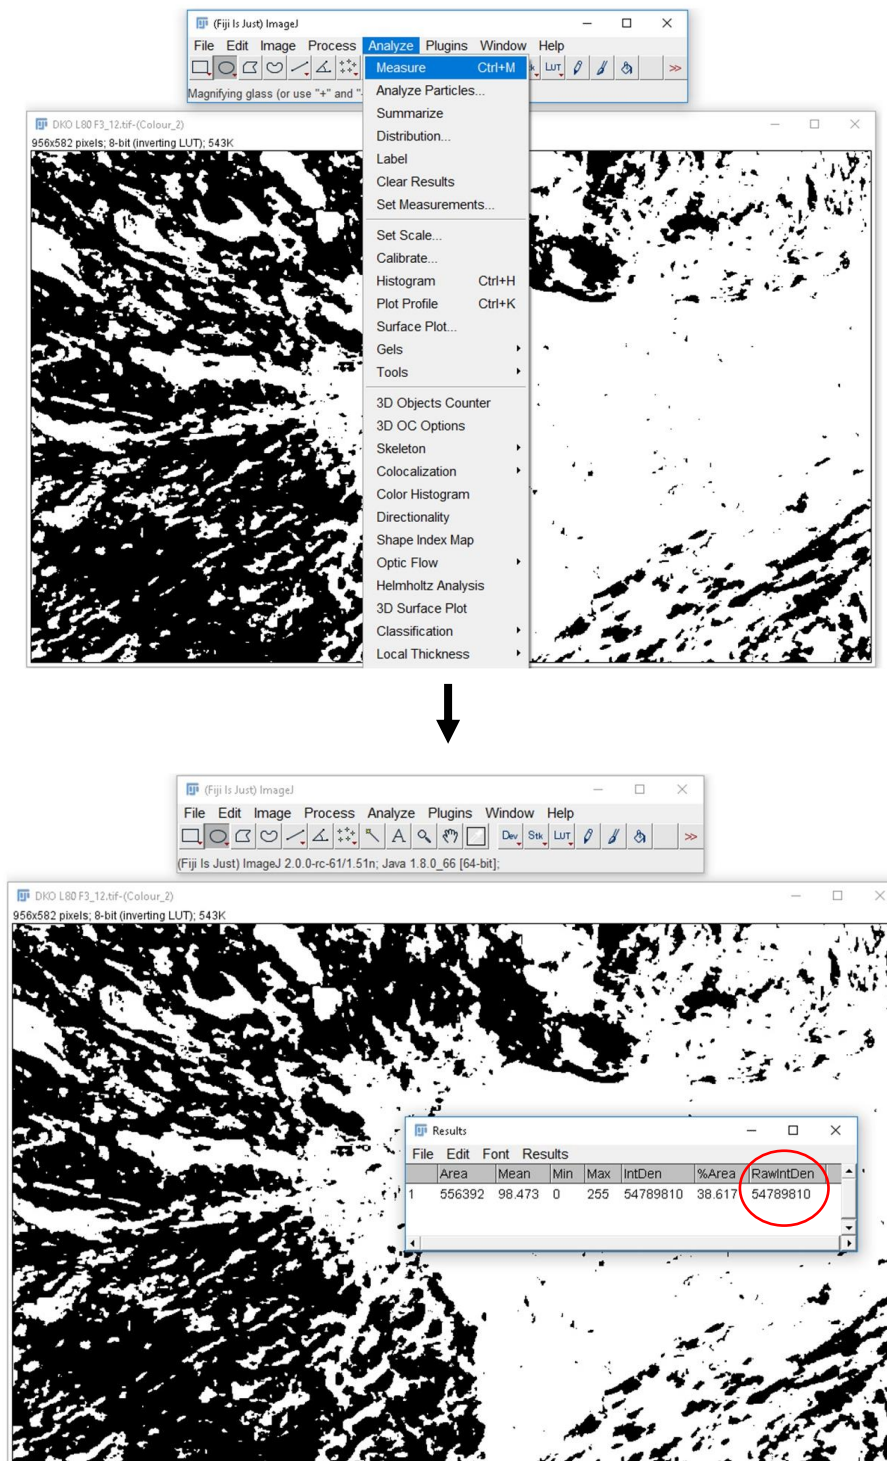 (Fiji Is Just) ImageJ
File Edit Image Process Analyze Plugins Window Help
LUT >>
Magnifying glass (or use "+" and "
Measure Ctrl+M
Analyze Particles...
Summarize
Distribution...
Label
Clear Results
Set Measurements...
Set Scale...
Calibrate...
Histogram Ctrl+H
Plot Profile Ctrl+K
Surface Plot...
Gels
Tools
3D Objects Counter
3D OC Options
Skeleton
Colocalization
Color Histogram
Directionality
Shape Index Map
Optic Flow
Helmholtz Analysis
3D Surface Plot
Classification
Local Thickness
DKO L80 F3_12.tif-(Colour_2)
956x582 pixels; 8-bit (inverting LUT); 543K
(Fiji Is Just) ImageJ
File Edit Image Process Analyze Plugins Window Help
A Dev Stk LUT >>
(Fiji Is Just) ImageJ 2.0.0-rc-61/1.51n; Java 1.8.0_66 [64-bit];
DKO L80 F3_12.tif-(Colour_2)
956x582 pixels; 8-bit (inverting LUT); 543K
Results
File Edit Font Results
Area Mean Min Max IntDen %Area RawIntDen
1 556392 98.473 0 255 54789810 38.617 54789810